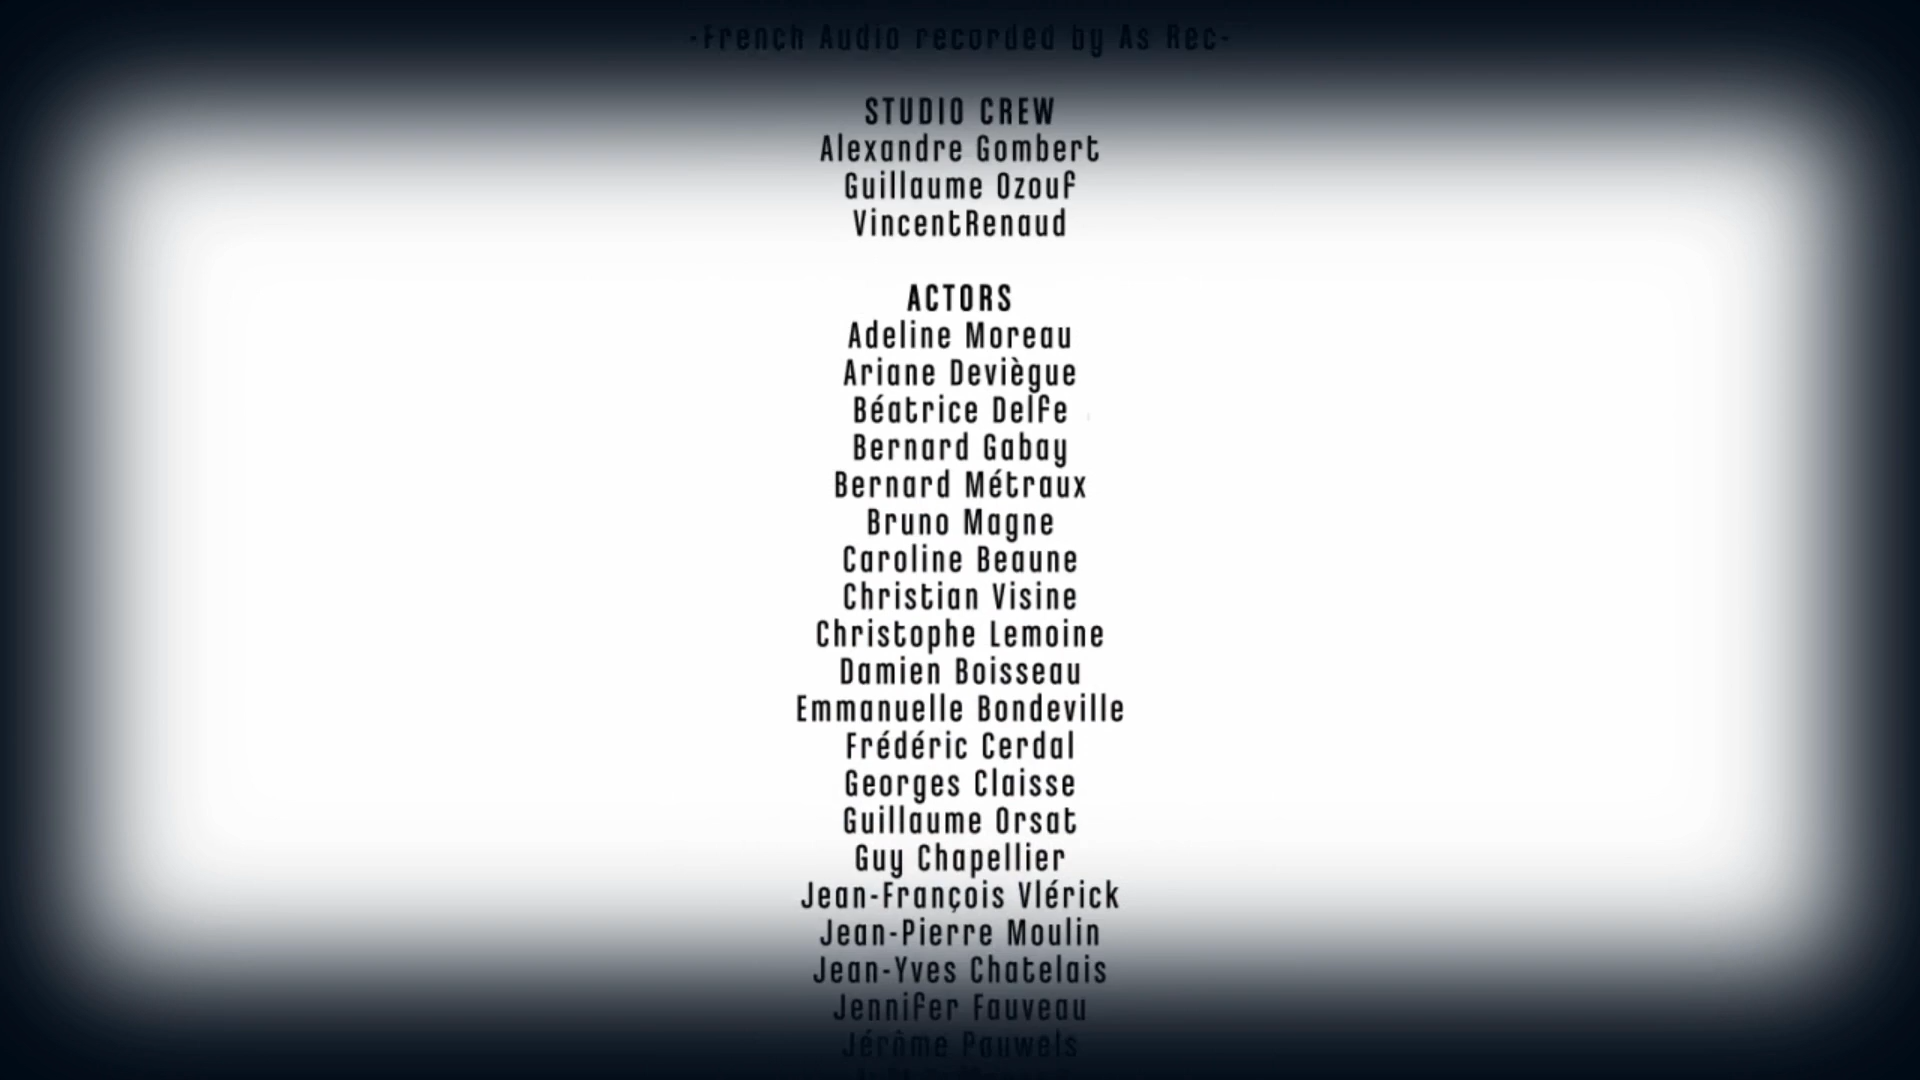 -French Audio recorded by As Rec-
STUDIO CREW
Alexandre Gombert
Guillaume Ozouf
VincentRenaud
ACTORS
Adeline Moreau
Ariane Deviègue
Béatrice Delfe
Bernard Gabay
Bernard Métraux
Bruno Magne
Caroline Beaune
Christian Visine
Christophe Lemoine
Damien Boisseau
Emmanuelle Bondeville
Frédéric Cerdal
Georges Claisse
Guillaume Orsat
Guy Chapellier
Jean-François Vlérick
Jean-Pierre Moulin
Jean-Yves Chatelais
Jennifer Fauveau
Jérôme Pauwels